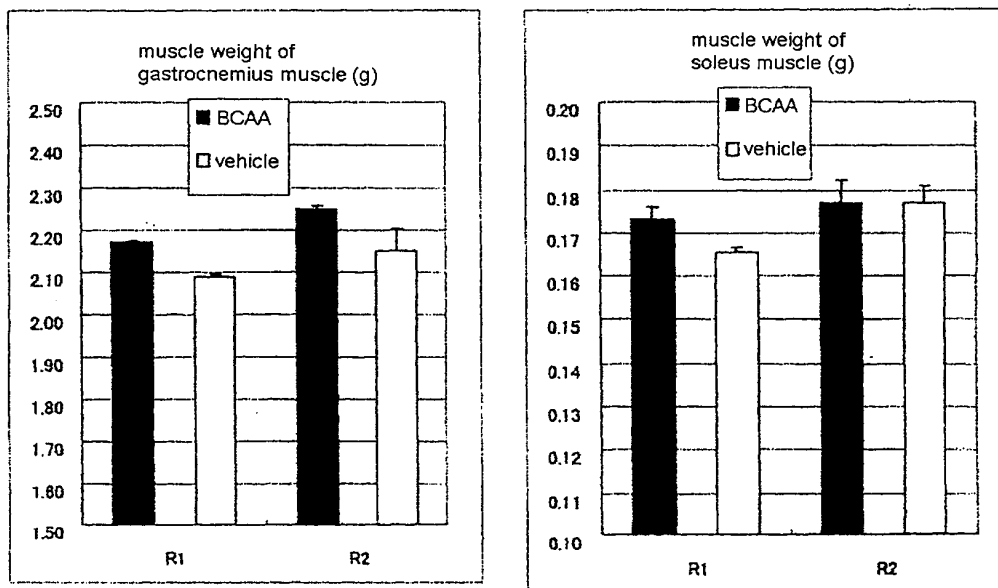 muscle weight of
gastrocnemius muscle (g)
2.50
2.40
2.30
2.20
2.10
2.00
1.90
1.80
1.70
1.60
1.50
BCAA
vehicle
R1
R2
muscle weight of
soleus muscle (g)
0.20
0.19
0.18
0.17
0.16
0.15
0.14
0.13
0.12
0.11
0.10
BCAA
vehicle
R1
R2